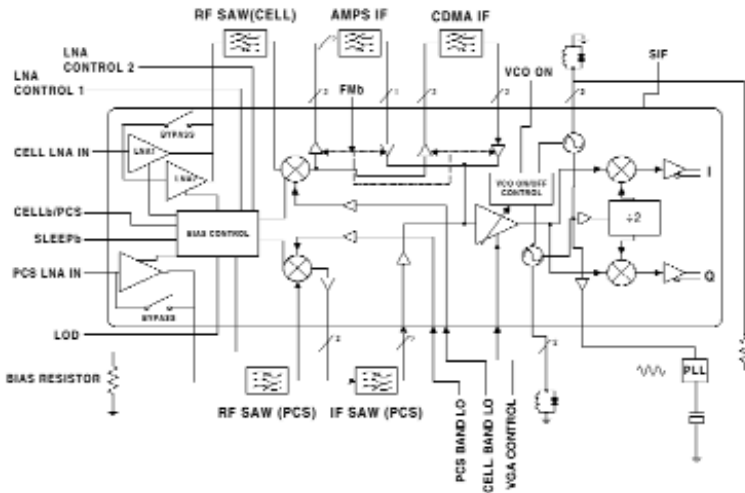 RF SAW(CELL)
AMPS IF
CDMA IF
LNA
CONTROL 2
LNA
CONTROL 1
FMb
VCO ON
SIF
BYPASS
CELL LNA IN
LNA1
LNA2
CELLb/PCS
BIAS CONTROL
SLEEPb
VCO ON/OFF
CONTROL
÷2
I
Q
PCS LNA IN
BYPASS
LOD
BIAS RESISTOR
RF SAW (PCS)
IF SAW (PCS)
PCS BAND LO
CELL. BAND LO
VGA CONTROL
PLL